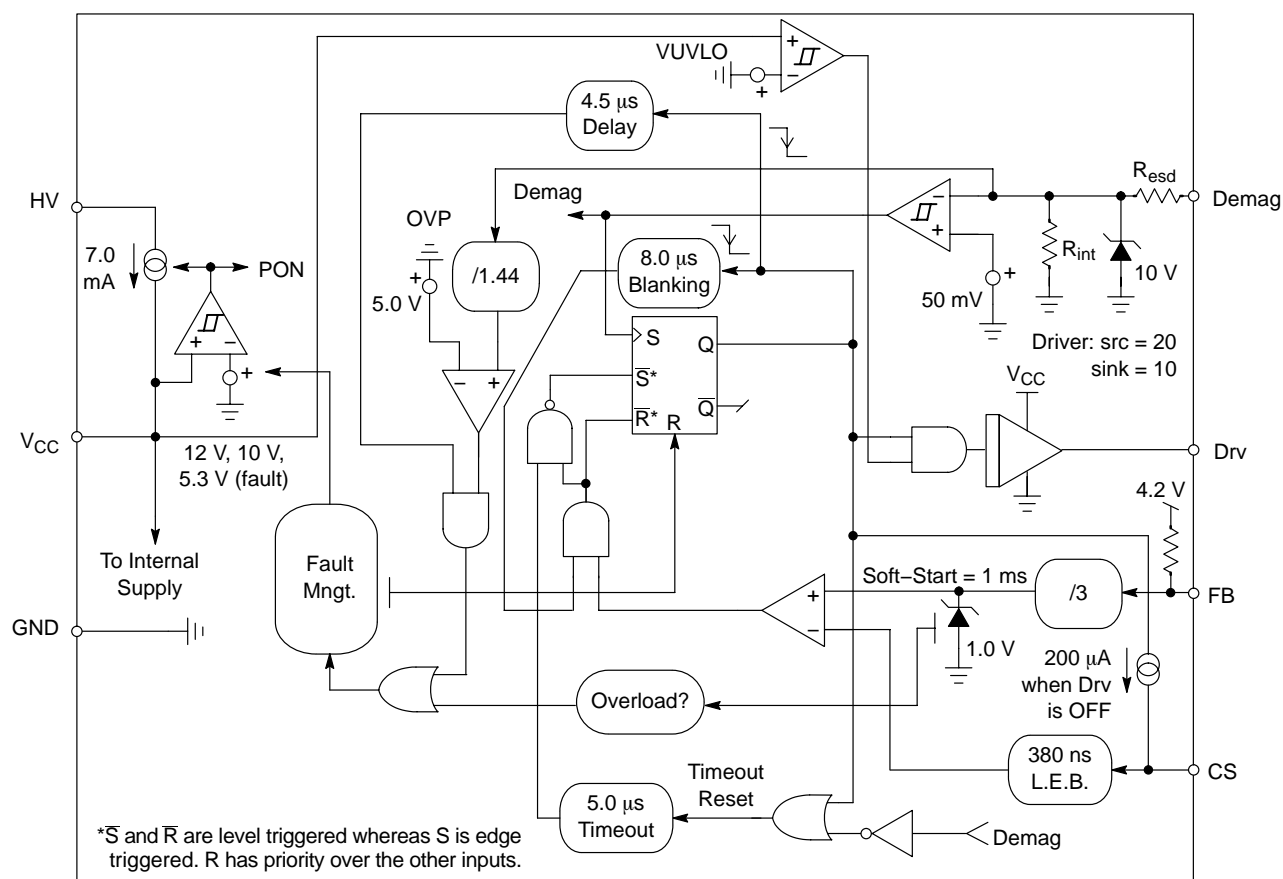 VUVLO
+
−
+
4.5 μs
Delay
Resd
HV
Demag
Demag
−
+
OVP
7.0
mA
PON
+
5.0 V
/1.44
8.0 μs
Blanking
Rint
10 V
+
50 mV
+
−
+
S
Q
S*
−
+
R*
R
Q
Driver: src = 20
sink = 10
VCC
VCC
12 V, 10 V,
5.3 V (fault)
Drv
4.2 V
To Internal
Supply
Fault
Mngt.
Soft−Start = 1 ms
+
−
/3
FB
GND
1.0 V
200 μA
when Drv
is OFF
Overload?
380 ns
L.E.B.
CS
Timeout
Reset
5.0 μs
Timeout
Demag
*S and R are level triggered whereas S is edge
triggered. R has priority over the other inputs.